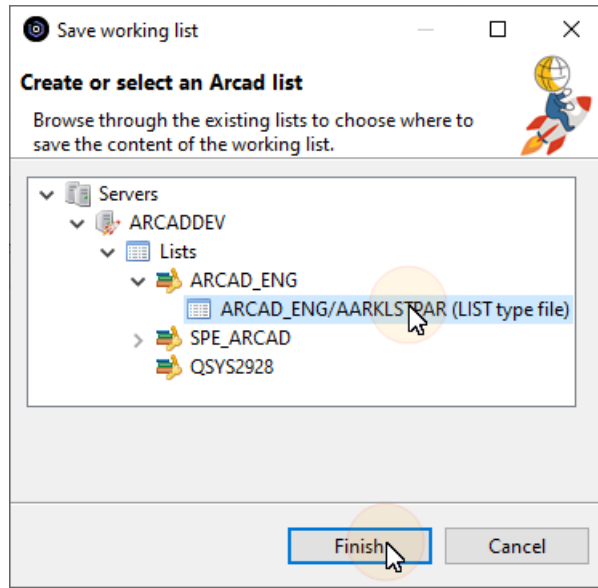 Save working list
Create or select an Arcad list
Browse through the existing lists to choose where to
save the content of the working list.
Servers
ARCADDEV
Lists
ARCAD_ENG
ARCAD_ENG/AARKLSTPAR (LIST type file)
SPE_ARCAD
QSYS2928
Finish
Cancel